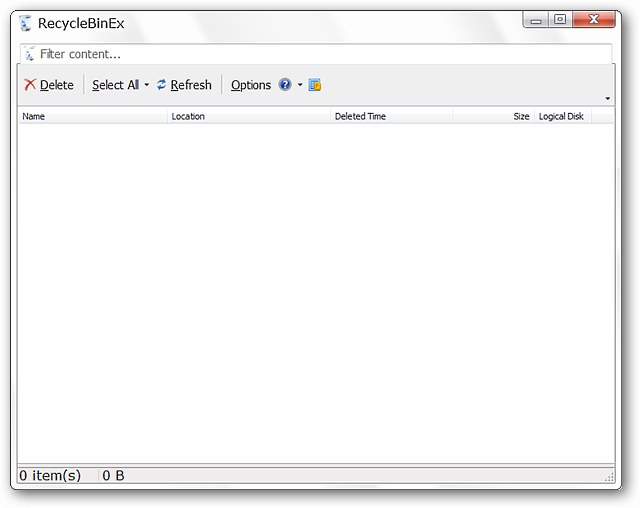 RecycleBinEx
Filter content...
Delete Select All Refresh Options
Name Location Deleted Time Size Logical Disk
0 item(s) 0 B